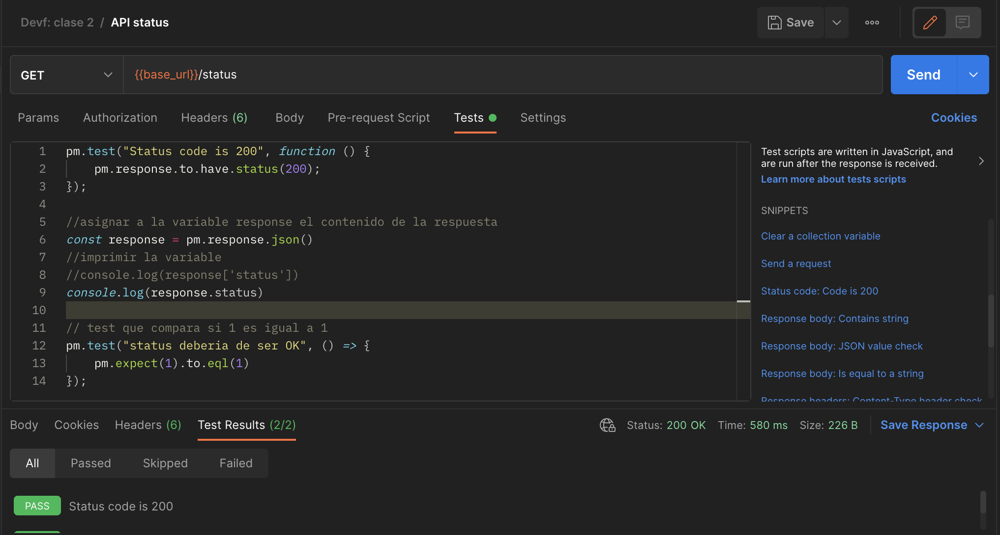 Devf: clase 2 / API status
Save
GET
{{base_url}}/status
Send
Params Authorization Headers (6) Body Pre-request Script Tests Settings Cookies
1 pm.test("Status code is 200", function () {
2     pm.response.to.have.status(200);
3 });
4
5 //asignar a la variable response el contenido de la respuesta
6 const response = pm.response.json()
7 //imprimir la variable
8 //console.log(response['status'])
9 console.log(response.status)
10
11 // test que compara si 1 es igual a 1
12 pm.test("status deberia de ser OK", () => {
13     pm.expect(1).to.eql(1)
14 });
Test scripts are written in JavaScript, and
are run after the response is received.
Learn more about tests scripts
SNIPPETS
Clear a collection variable
Send a request
Status code: Code is 200
Response body: Contains string
Response body: JSON value check
Response body: Is equal to a string
Response headers: Content-Type header check
Body Cookies Headers (6) Test Results (2/2) Status: 200 OK Time: 580 ms Size: 226 B Save Response
All Passed Skipped Failed
PASS Status code is 200